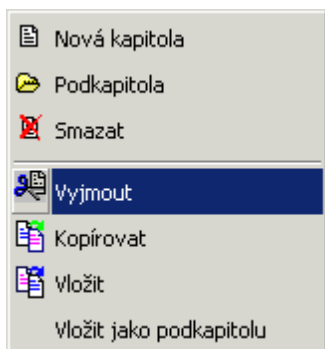 Nová kapitola
Podkapitola
Smazat
Vyjmout
Kopírovat
Vložit
Vložit jako podkapitolu